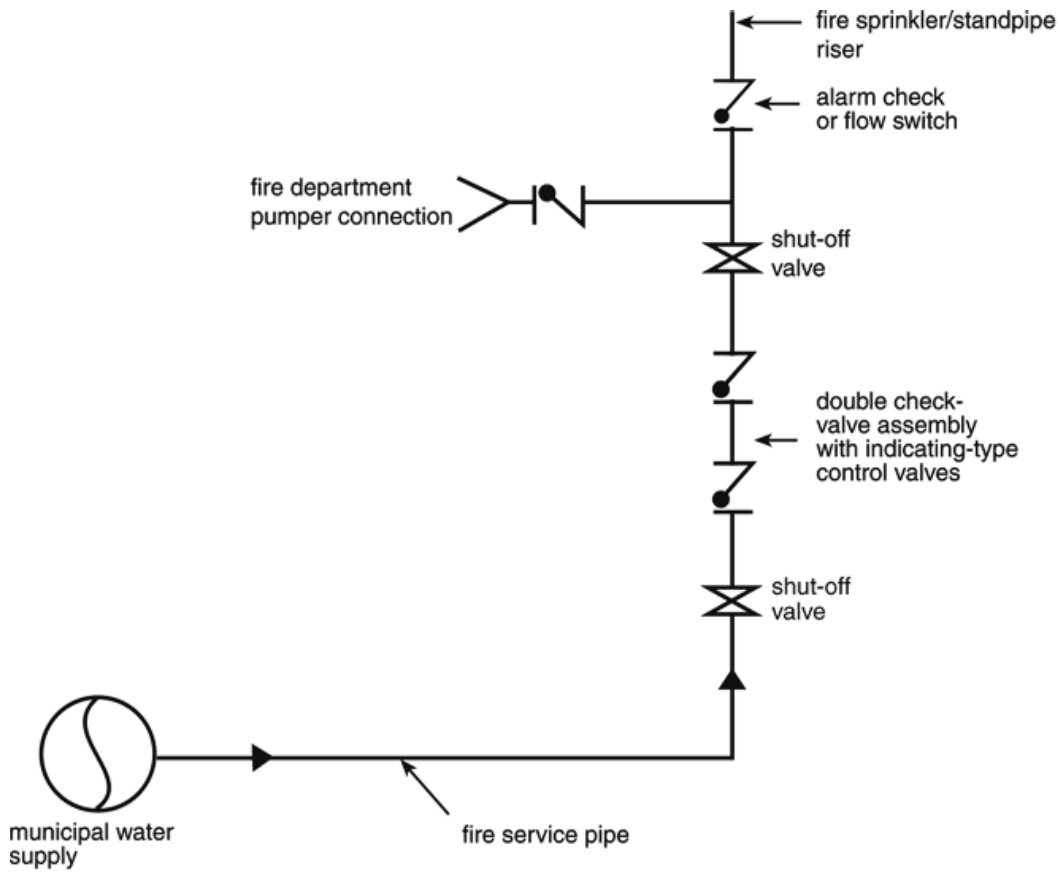 fire sprinkler/standpipe
riser
alarm check
or flow switch
fire department
pumper connection
shut-off
valve
double check-
valve assembly
with indicating-type
control valves
shut-off
valve
municipal water
supply
fire service pipe